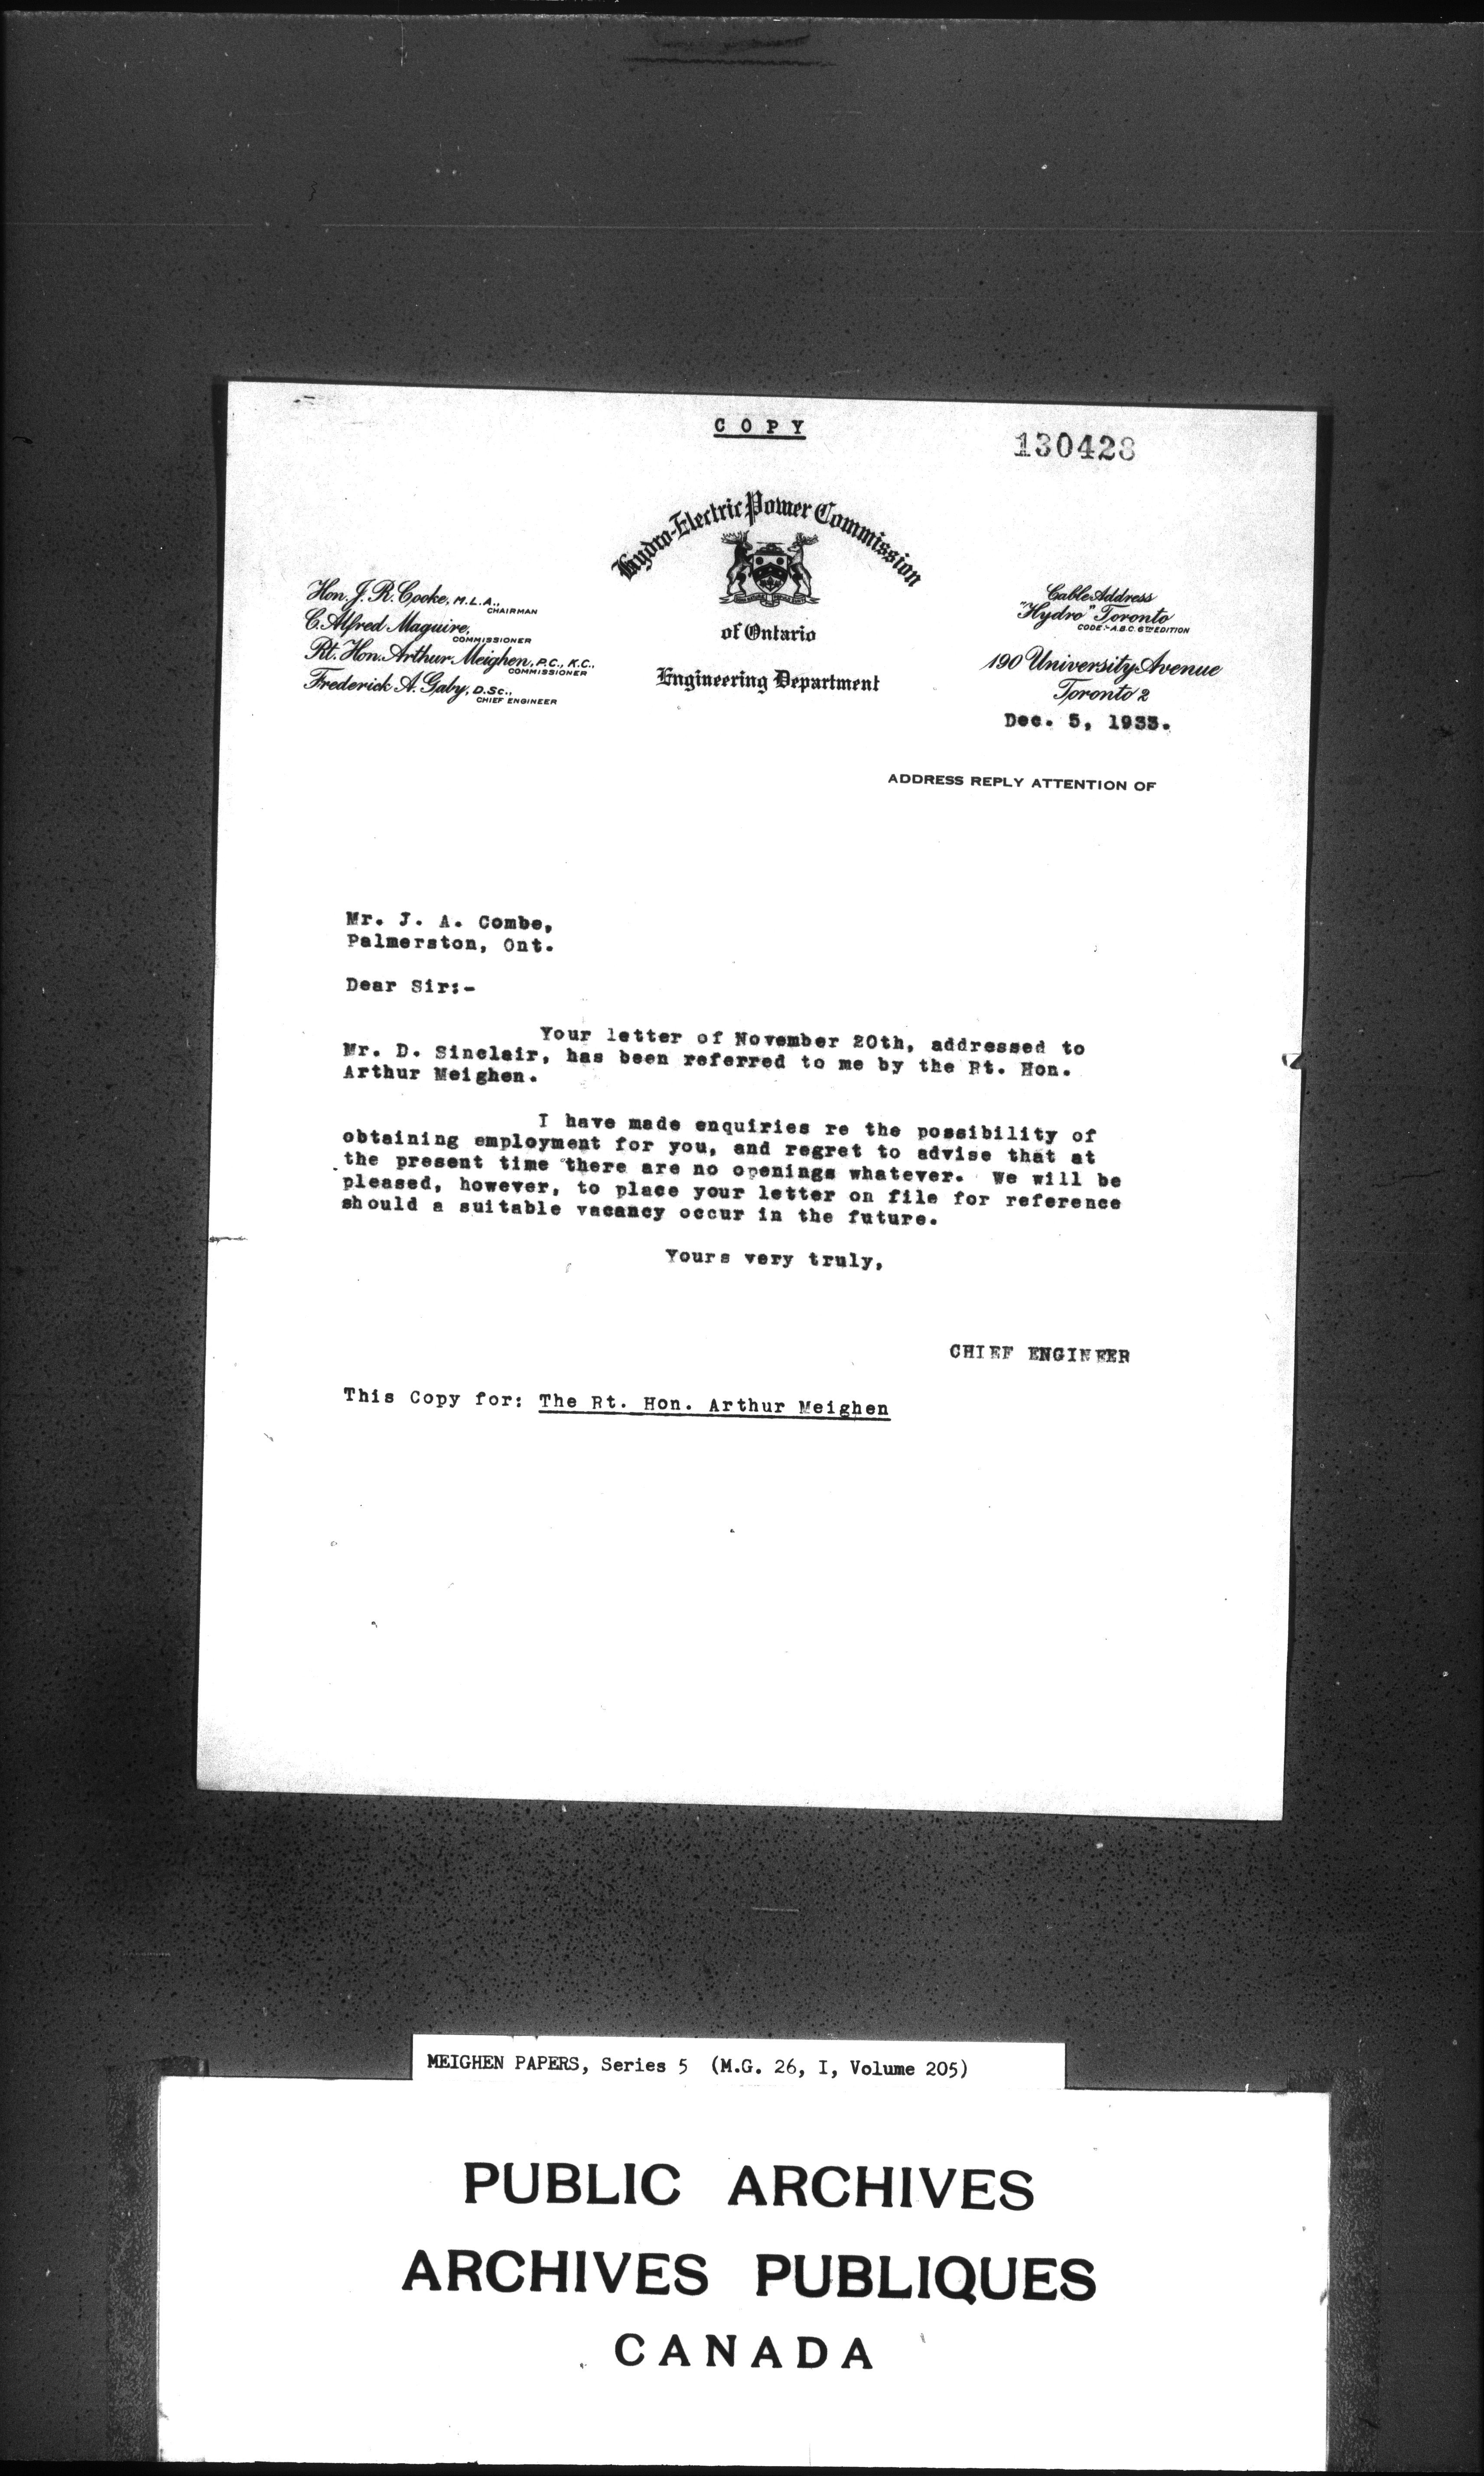 COPY
130428
Hydro-Electric Power Commission
of Ontario
Engineering Department
Hon. J. R. Cooke, M.L.A.,
CHAIRMAN
C. Alfred Maguire,
COMMISSIONER
Rt. Hon. Arthur Meighen, P.C., K.C.,
COMMISSIONER
Frederick A. Gaby, D.Sc.,
CHIEF ENGINEER
Cable Address
"Hydro" Toronto
CODE:- A.B.C. 6TH EDITION
190 University Avenue
Toronto 2
Dec. 5, 1933.
ADDRESS REPLY ATTENTION OF
Mr. J. A. Combe,
Palmerston, Ont.
Dear Sir:-
Your letter of November 20th, addressed to
Mr. D. Sinclair, has been referred to me by the Rt. Hon.
Arthur Meighen.
I have made enquiries re the possibility of
obtaining employment for you, and regret to advise that at
the present time there are no openings whatever. We will be
pleased, however, to place your letter on file for reference
should a suitable vacancy occur in the future.
Yours very truly,
CHIEF ENGINEER
This Copy for: The Rt. Hon. Arthur Meighen
MEIGHEN PAPERS, Series 5 (M.G. 26, I, Volume 205)
PUBLIC ARCHIVES
ARCHIVES PUBLIQUES
CANADA